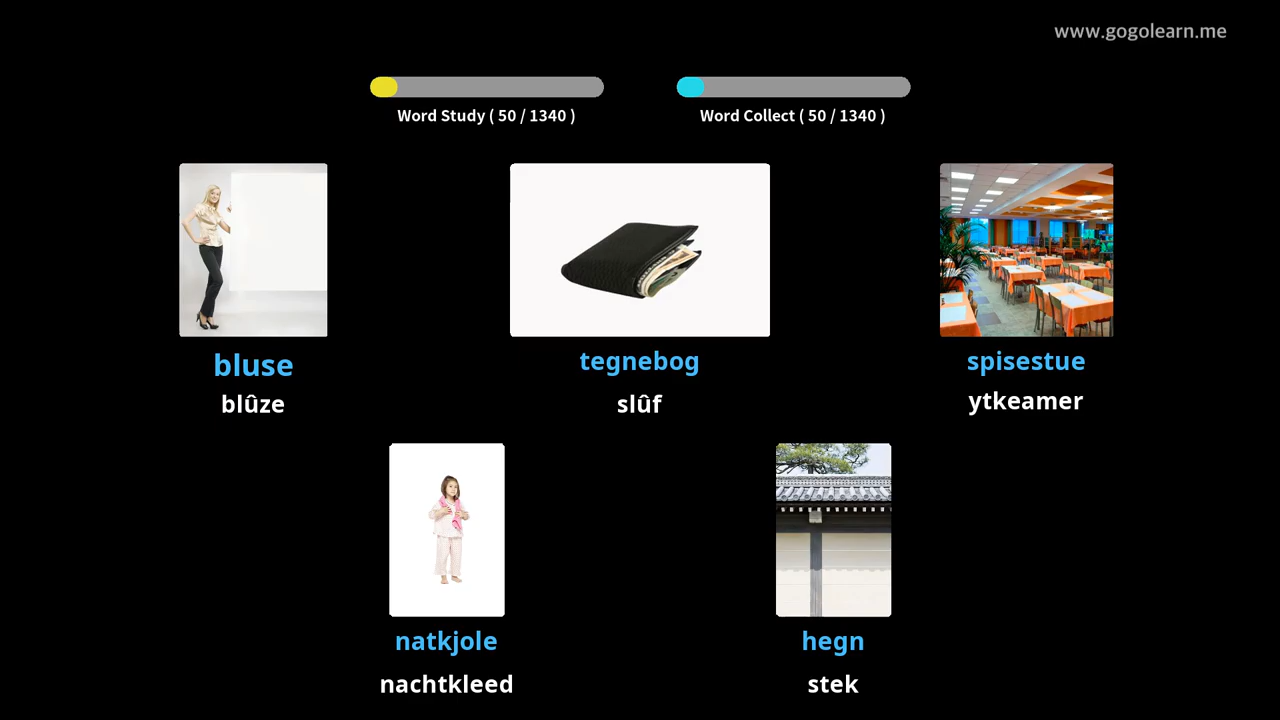 www.gogolearn.me
Word Study ( 50 / 1340 )
Word Collect ( 50 / 1340 )
bluse
blûze
tegnebog
slûf
spisestue
ytkeamer
natkjole
nachtkleed
hegn
stek